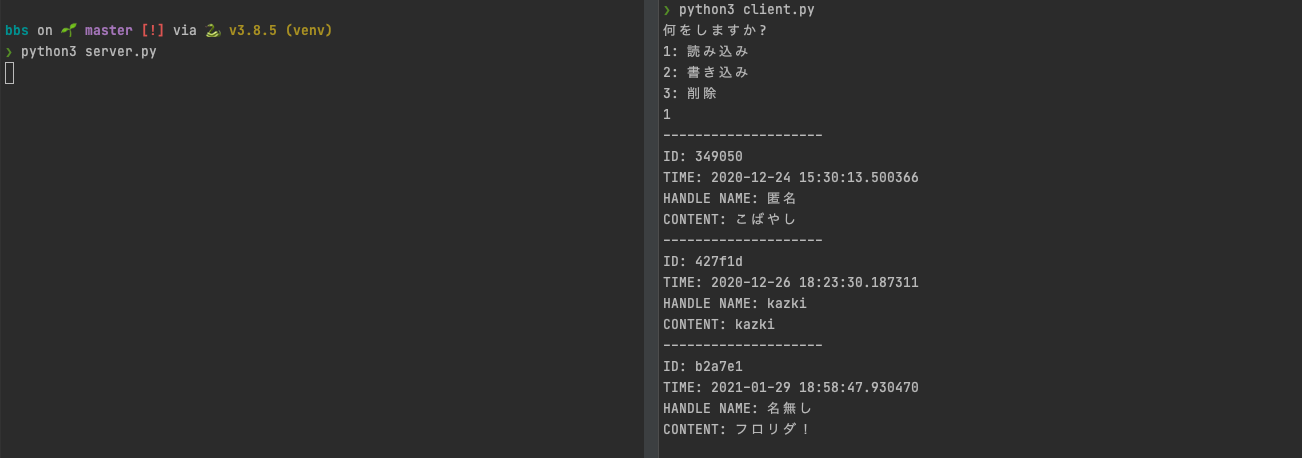 bbs on master [!] via v3.8.5 (venv)
❯ python3 server.py
❯ python3 client.py
何をしますか?
1: 読み込み
2: 書き込み
3: 削除
1
--------------------
ID: 349050
TIME: 2020-12-24 15:30:13.500366
HANDLE NAME: 匿名
CONTENT: こばやし
--------------------
ID: 427f1d
TIME: 2020-12-26 18:23:30.187311
HANDLE NAME: kazki
CONTENT: kazki
--------------------
ID: b2a7e1
TIME: 2021-01-29 18:58:47.930470
HANDLE NAME: 名無し
CONTENT: フロリダ！